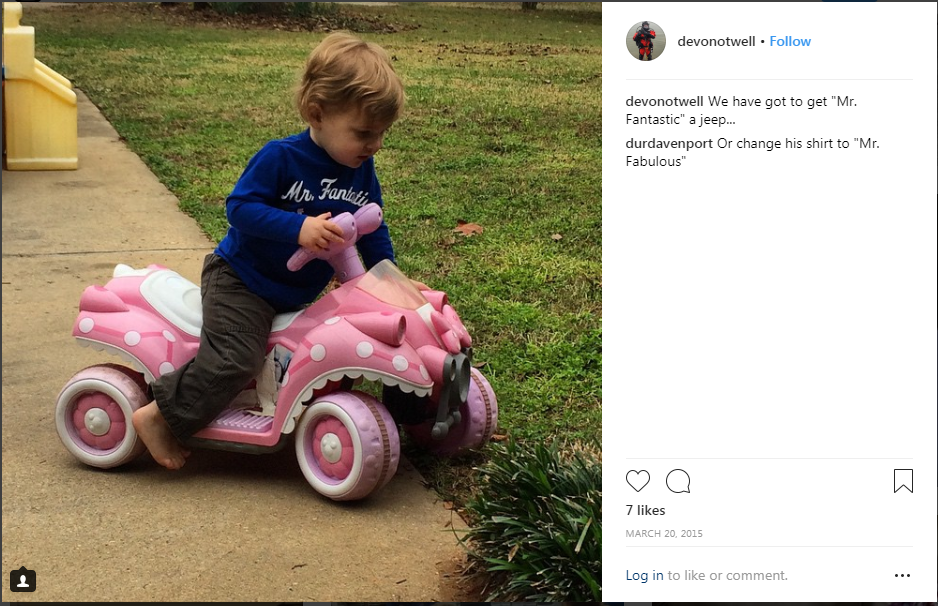 Mr. Fantastic
devonotwell • Follow
devonotwell We have got to get "Mr.
Fantastic" a jeep...
durdavenport Or change his shirt to "Mr.
Fabulous"
7 likes
MARCH 20, 2015
Log in to like or comment.